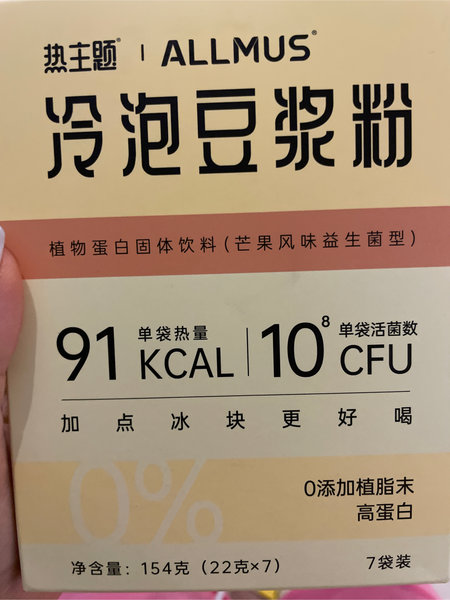 热主题® | ALLMUS®
冷泡豆浆粉
植物蛋白固体饮料(芒果风味益生菌型)
91 单袋热量 KCAL | 10⁸ 单袋活菌数 CFU
加点冰块更好喝
0%
0添加植脂末
高蛋白
净含量: 154克 (22克×7)
7袋装